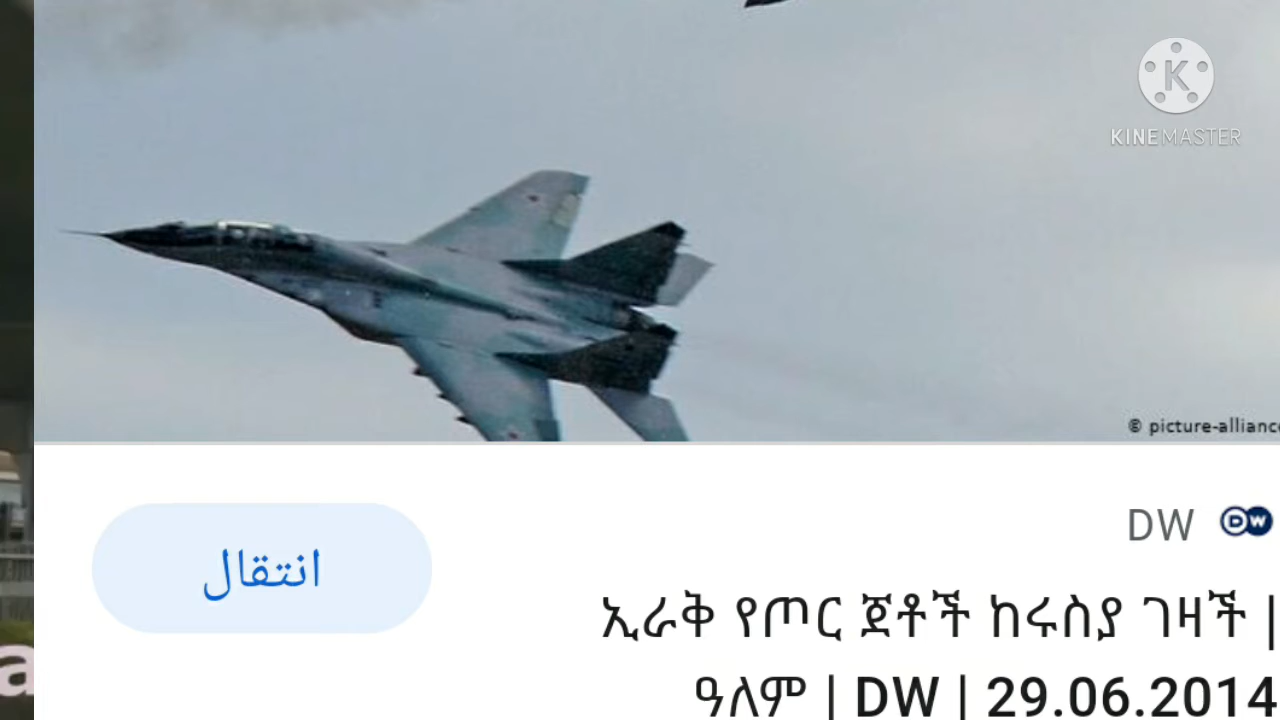 KINEMASTER
© picture-alliance
DW
انتقال
ኢራቅ የጦር ጀቶች ከሩስያ ገዛች |
ዓለም | DW | 29.06.2014
a